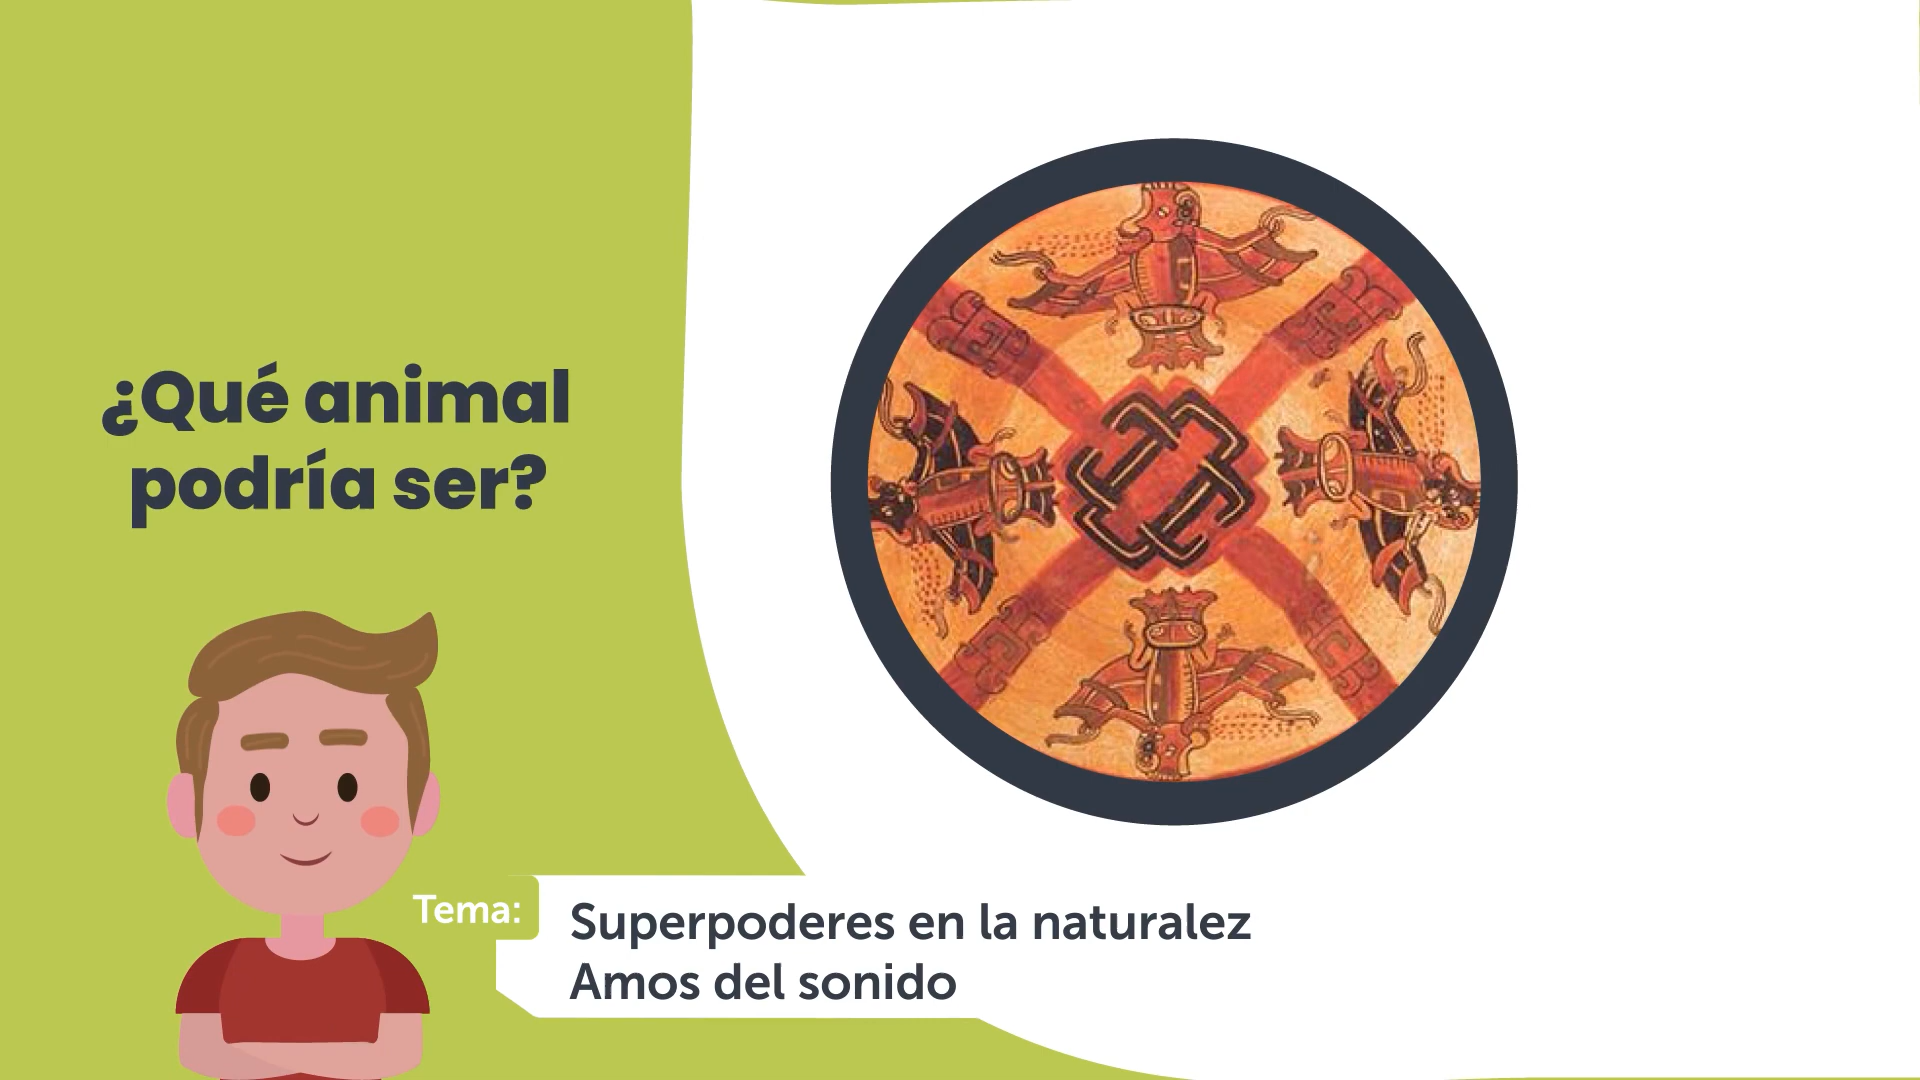 ¿Qué animal
podría ser?
Tema:
Superpoderes en la naturalez
Amos del sonido